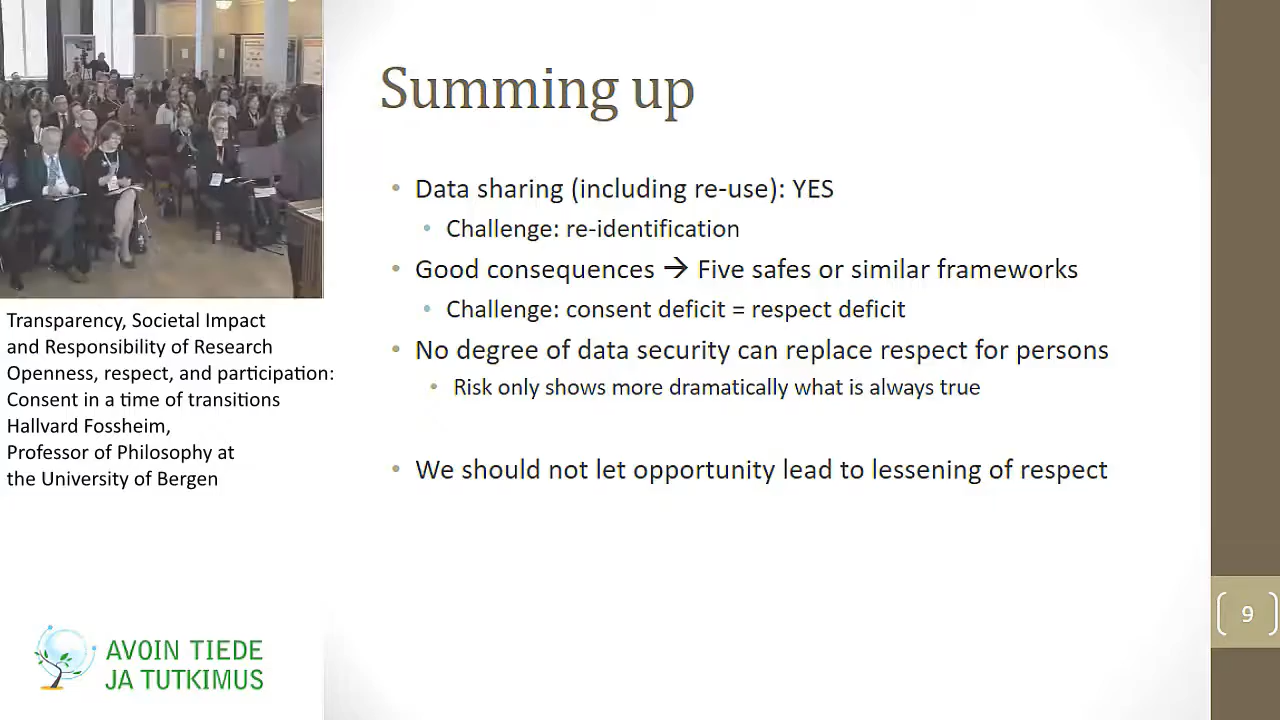 Summing up
• Data sharing (including re-use): YES
• Challenge: re-identification
• Good consequences → Five safes or similar frameworks
• Challenge: consent deficit = respect deficit
• No degree of data security can replace respect for persons
• Risk only shows more dramatically what is always true
• We should not let opportunity lead to lessening of respect
Transparency, Societal Impact
and Responsibility of Research
Openness, respect, and participation:
Consent in a time of transitions
Hallvard Fossheim,
Professor of Philosophy at
the University of Bergen
AVOIN TIEDE
JA TUTKIMUS
9